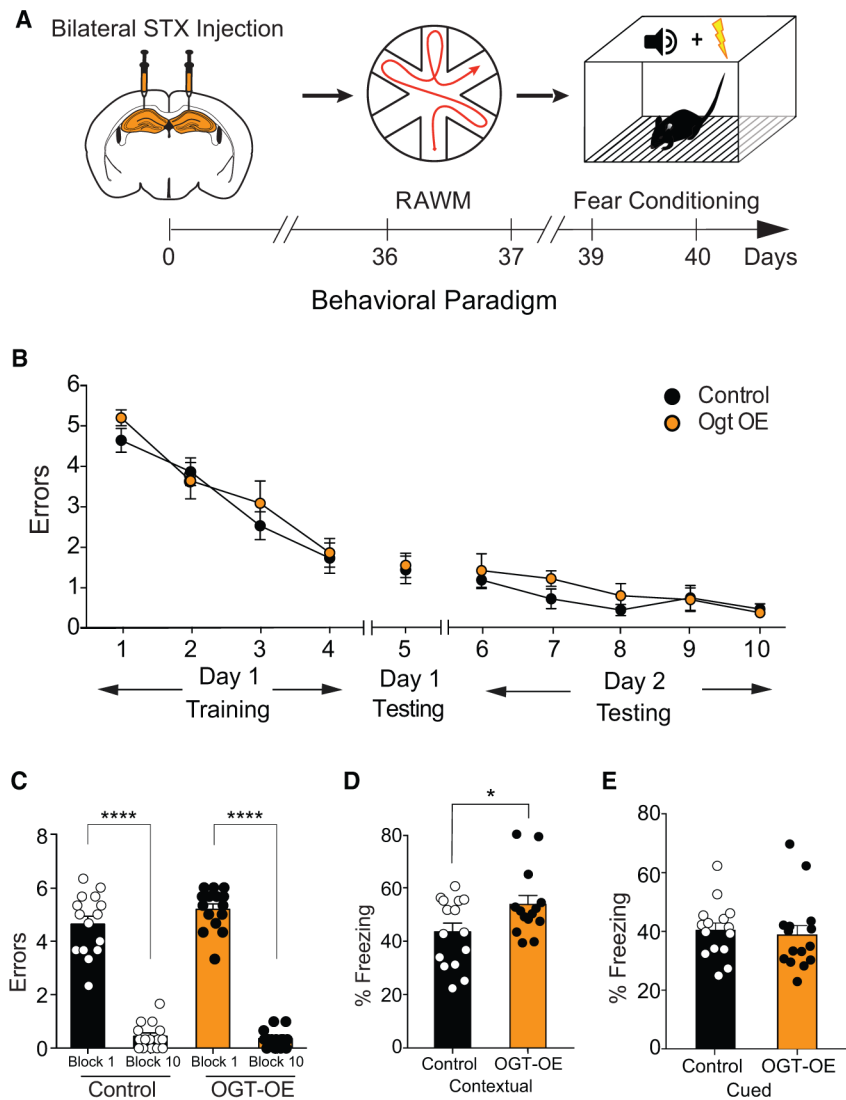 A
Bilateral STX Injection
+
RAWM
Fear Conditioning
0
36
37
39
40
Days
Behavioral Paradigm
B
6
5
4
3
2
1
0
Errors
Control
Ogt OE
1
2
3
4
5
6
7
8
9
10
Day 1
Training
Day 1
Testing
Day 2
Testing
C
8
6
4
2
0
Errors
****
****
Block 1
Block 10
Block 1
Block 10
Control
OGT-OE
D
80
60
40
20
0
% Freezing
*
Control
OGT-OE
Contextual
E
80
60
40
20
0
% Freezing
Control
OGT-OE
Cued